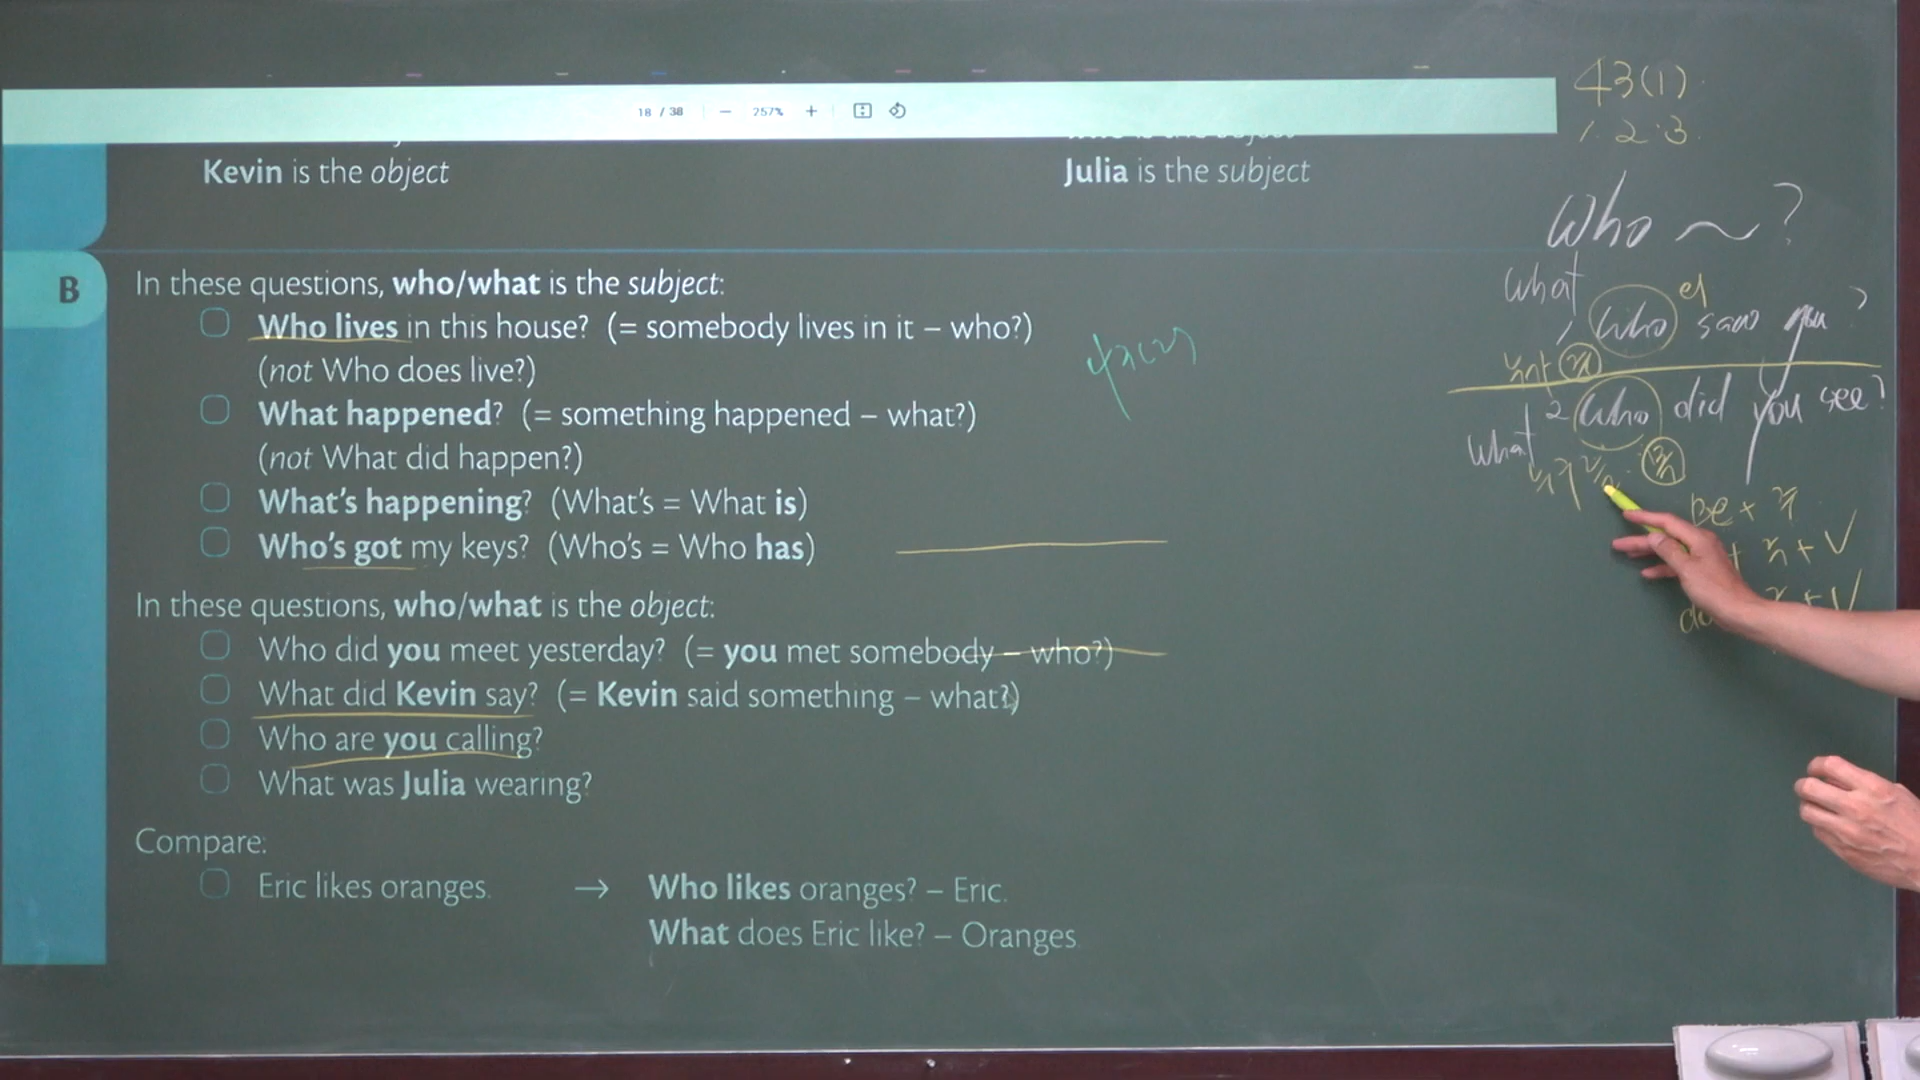 18 / 38 − 257% +
43(1)
1. 2. 3.
Kevin is the object
Julia is the subject
B
In these questions, who/what is the subject:
Who lives in this house? (= somebody lives in it – who?)
(not Who does live?)
What happened? (= something happened – what?)
(not What did happen?)
What's happening? (What's = What is)
Who's got my keys? (Who's = Who has)
In these questions, who/what is the object:
Who did you meet yesterday? (= you met somebody – who?)
What did Kevin say? (= Kevin said something – what?)
Who are you calling?
What was Julia wearing?
Compare:
Eric likes oranges. → Who likes oranges? – Eric.
What does Eric like? – Oranges
who ~ ?
what
1 who saw you?
2 who did you see?
what
be +
+ V
+ V